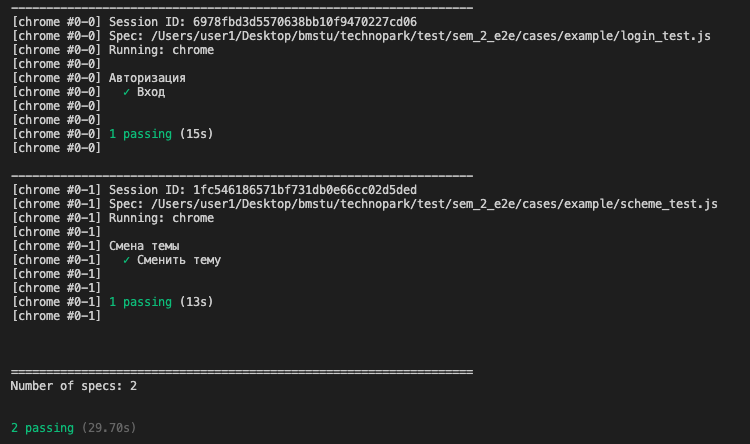 ------------------------------------------------------------------
[chrome #0-0] Session ID: 6978fbd3d5570638bb10f9470227cd06
[chrome #0-0] Spec: /Users/user1/Desktop/bmstu/technopark/test/sem_2_e2e/cases/example/login_test.js
[chrome #0-0] Running: chrome
[chrome #0-0]
[chrome #0-0] Авторизация
[chrome #0-0]   ✓ Вход
[chrome #0-0]
[chrome #0-0]
[chrome #0-0] 1 passing (15s)
[chrome #0-0]
------------------------------------------------------------------
[chrome #0-1] Session ID: 1fc546186571bf731db0e66cc02d5ded
[chrome #0-1] Spec: /Users/user1/Desktop/bmstu/technopark/test/sem_2_e2e/cases/example/scheme_test.js
[chrome #0-1] Running: chrome
[chrome #0-1]
[chrome #0-1] Смена темы
[chrome #0-1]   ✓ Сменить тему
[chrome #0-1]
[chrome #0-1]
[chrome #0-1] 1 passing (13s)
[chrome #0-1]
==================================================================
Number of specs: 2
2 passing (29.70s)